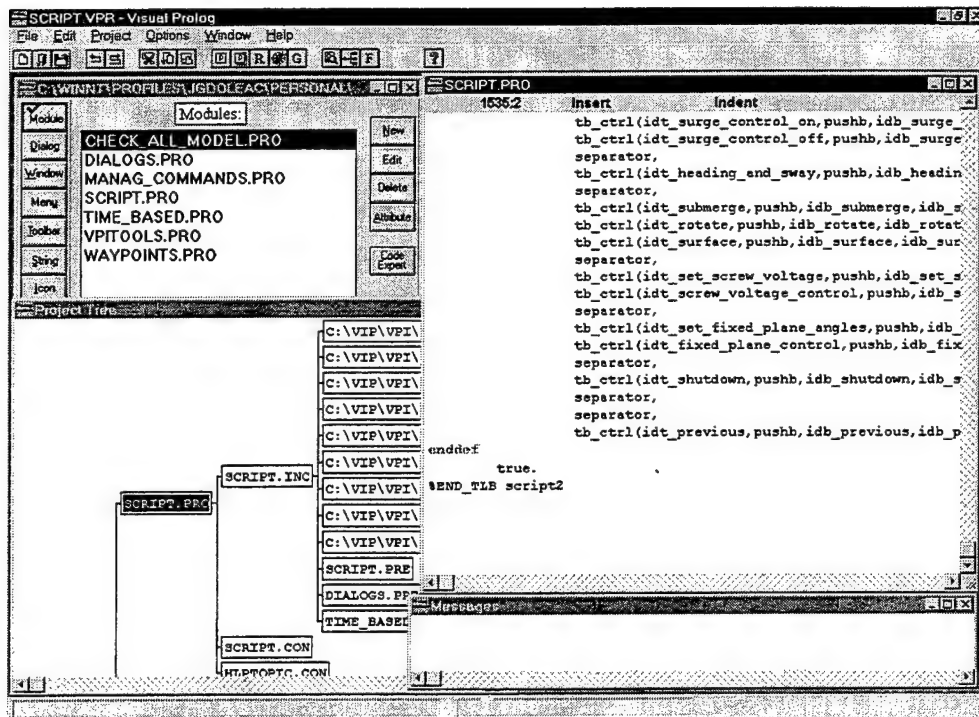 SCRIPT.VPR - Visual Prolog
File Edit Project Options Window Help
R G F ?
C:\WINNT\PROFILES\JGDOLEAC\PERSONAL\
Module
Dialog
Window
Menu
Toolbar
String
Icon
Modules:
CHECK_ALL_MODEL.PRO
DIALOGS.PRO
MANAG_COMMANDS.PRO
SCRIPT.PRO
TIME_BASED.PRO
VPITOOLS.PRO
WAYPOINTS.PRO
New
Edit
Delete
Attribute
Code Expert
Project Tree
SCRIPT.PRO
SCRIPT.INC
C:\VIP\VPI\
C:\VIP\VPI\
C:\VIP\VPI\
C:\VIP\VPI\
C:\VIP\VPI\
C:\VIP\VPI\
C:\VIP\VPI\
C:\VIP\VPI\
C:\VIP\VPI\
SCRIPT.PRE
DIALOGS.PRE
TIME_BASED
SCRIPT.CON
HLPTOPIC.CON
SCRIPT.PRO
1535:2 Insert Indent
tb_ctrl(idt_surge_control_on,pushb,idb_surge_
tb_ctrl(idt_surge_control_off,pushb,idb_surge
separator,
tb_ctrl(idt_heading_and_sway,pushb,idb_headin
separator,
tb_ctrl(idt_submerge,pushb,idb_submerge,idb_s
tb_ctrl(idt_rotate,pushb,idb_rotate,idb_rotat
tb_ctrl(idt_surface,pushb,idb_surface,idb_sur
separator,
tb_ctrl(idt_set_screw_voltage,pushb,idb_set_s
tb_ctrl(idt_screw_voltage_control,pushb,idb_s
separator,
tb_ctrl(idt_set_fixed_plane_angles,pushb,idb_
tb_ctrl(idt_fixed_plane_control,pushb,idb_fix
separator,
tb_ctrl(idt_shutdown,pushb,idb_shutdown,idb_s
separator,
separator,
tb_ctrl(idt_previous,pushb,idb_previous,idb_p
enddef
true.
%END_TLB script2
Messages